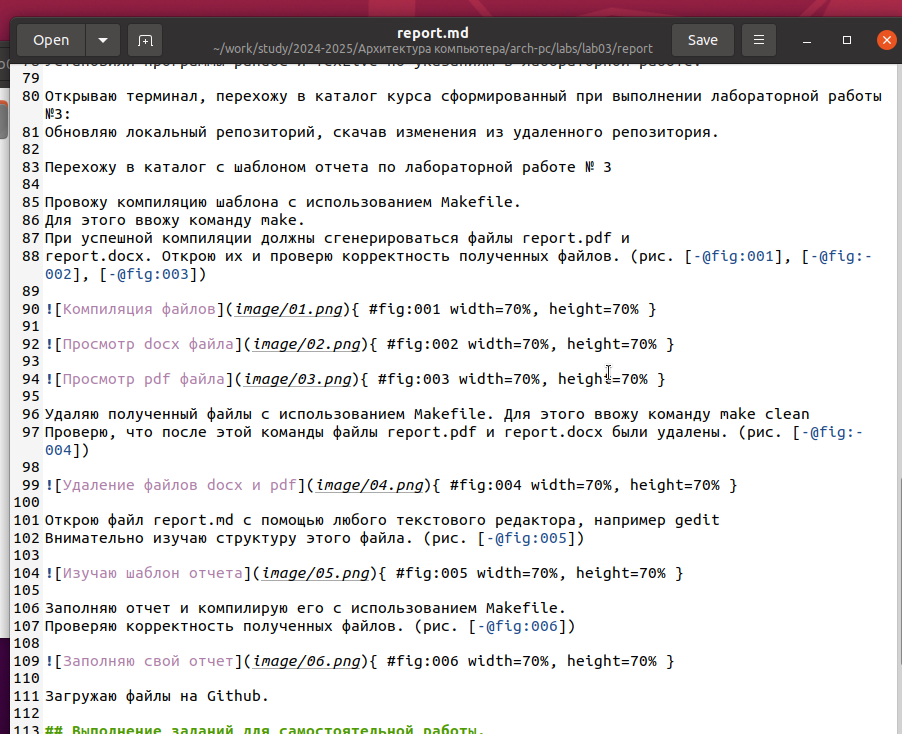 Open
report.md
~/work/study/2024-2025/Архитектура компьютера/arch-pc/labs/lab03/report
Save
79
80 Открываю терминал, перехожу в каталог курса сформированный при выполнении лабораторной работы
№3:
81 Обновляю локальный репозиторий, скачав изменения из удаленного репозитория.
82
83 Перехожу в каталог с шаблоном отчета по лабораторной работе № 3
84
85 Провожу компиляцию шаблона с использованием Makefile.
86 Для этого ввожу команду make.
87 При успешной компиляции должны сгенерироваться файлы report.pdf и
88 report.docx. Открою их и проверю корректность полученных файлов. (рис. [-@fig:001], [-@fig:-
002], [-@fig:003])
89
90 ![Компиляция файлов](image/01.png){ #fig:001 width=70%, height=70% }
91
92 ![Просмотр docx файла](image/02.png){ #fig:002 width=70%, height=70% }
93
94 ![Просмотр pdf файла](image/03.png){ #fig:003 width=70%, height=70% }
95
96 Удаляю полученный файлы с использованием Makefile. Для этого ввожу команду make clean
97 Проверю, что после этой команды файлы report.pdf и report.docx были удалены. (рис. [-@fig:-
004])
98
99 ![Удаление файлов docx и pdf](image/04.png){ #fig:004 width=70%, height=70% }
100
101 Открою файл report.md с помощью любого текстового редактора, например gedit
102 Внимательно изучаю структуру этого файла. (рис. [-@fig:005])
103
104 ![Изучаю шаблон отчета](image/05.png){ #fig:005 width=70%, height=70% }
105
106 Заполняю отчет и компилирую его с использованием Makefile.
107 Проверяю корректность полученных файлов. (рис. [-@fig:006])
108
109 ![Заполняю свой отчет](image/06.png){ #fig:006 width=70%, height=70% }
110
111 Загружаю файлы на Github.
112
113 ## Выполнение заданий для самостоятельной работы.